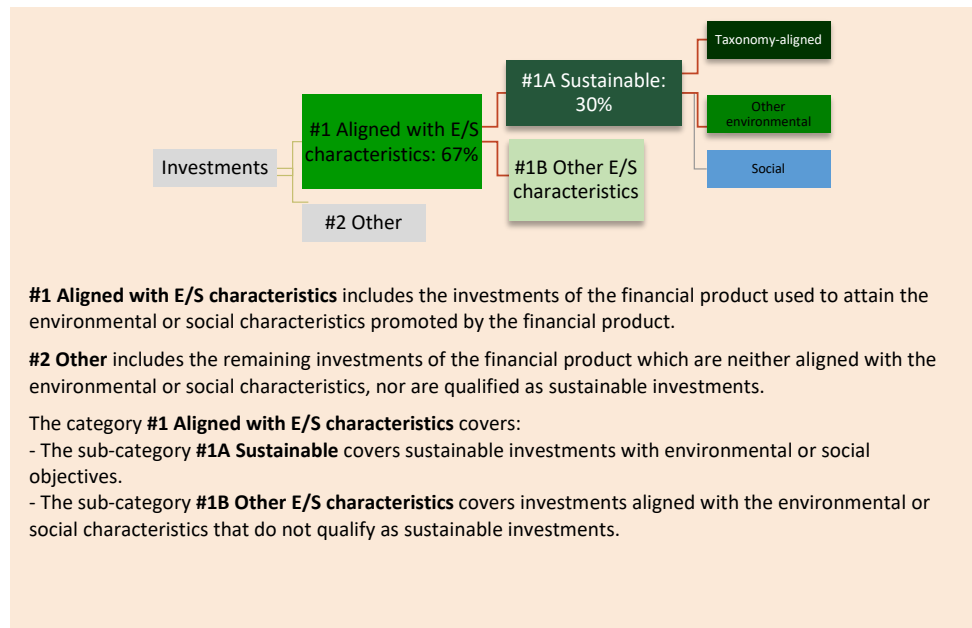 Taxonomy-aligned
#1A Sustainable:
30%
#1 Aligned with E/S
characteristics: 67%
Other
environmental
Investments
#1B Other E/S
characteristics
Social
#2 Other
#1 Aligned with E/S characteristics includes the investments of the financial product used to attain the
environmental or social characteristics promoted by the financial product.
#2 Other includes the remaining investments of the financial product which are neither aligned with the
environmental or social characteristics, nor are qualified as sustainable investments.
The category #1 Aligned with E/S characteristics covers:
- The sub-category #1A Sustainable covers sustainable investments with environmental or social
objectives.
- The sub-category #1B Other E/S characteristics covers investments aligned with the environmental or
social characteristics that do not qualify as sustainable investments.